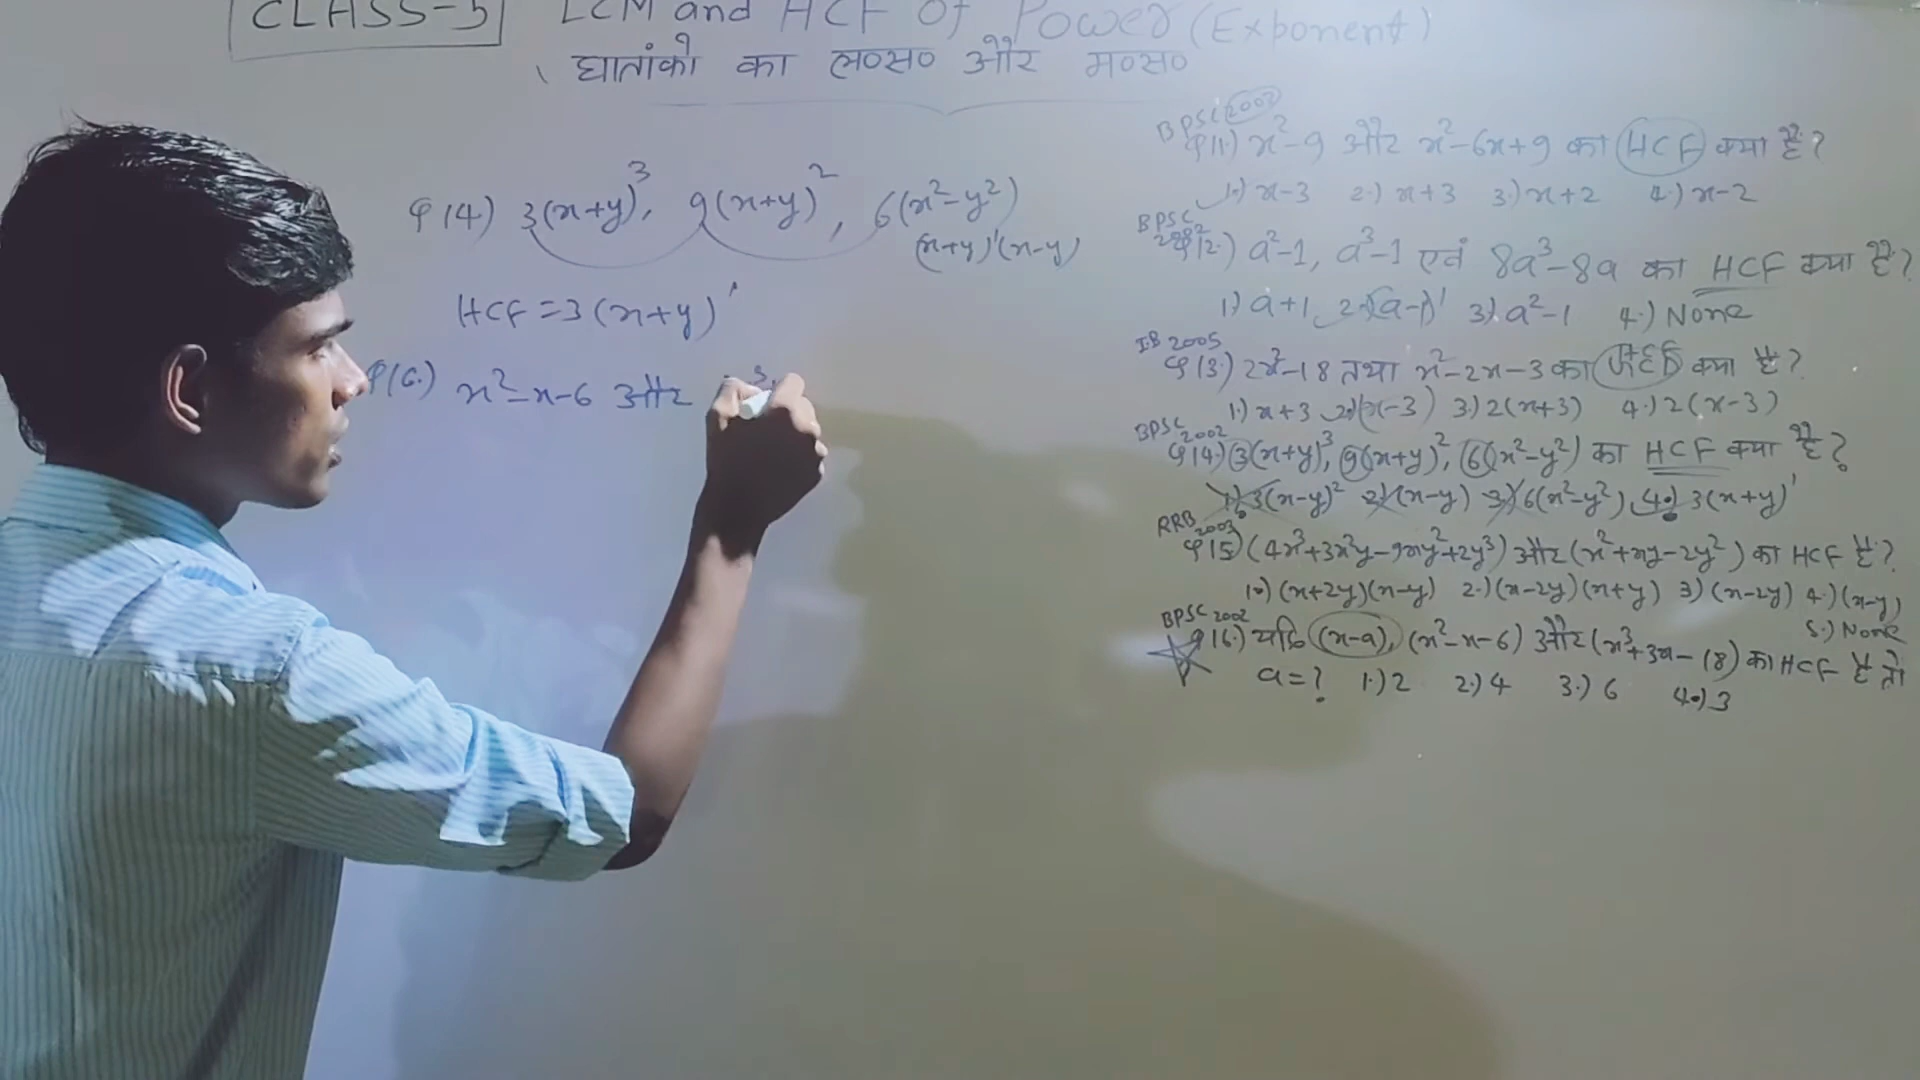 CLASS-5 LCM and HCF of Power (Exponent)
घातांको का ल०स० और म०स०
Q14.) 3(x+y)³, 9(x+y)², 6(x²-y²)
(x+y)'(x-y)
HCF = 3(x+y)'
Q16.) x²-x-6 और
BPSC 2002
Q11.) x²-9 और x²-6x+9 का HCF क्या है?
1.) x-3 2.) x+3 3.) x+2 4.) x-2
BPSC
Q12.) a²-1, a³-1 एवं 8a³-8a का HCF क्या है?
1.) a+1 2.) (a-1)' 3.) a²-1 4.) None
I.B 2005
Q13.) 2x²-18 तथा x²-2x-3 का HCF क्या है?
1.) x+3 2.) (x-3) 3.) 2(x+3) 4.) 2(x-3)
BPSC 2002
Q14.) 3(x+y)³, 9(x+y)², 6(x²-y²) का HCF क्या है?
1.) 3(x-y)² 2.) (x-y) 3.) 6(x²-y²) 4.) 3(x+y)'
RRB 2003
Q15.) (4x³+3x²y-9xy²+2y³) और (x²+xy-2y²) का HCF है?
1.) (x+2y)(x-y) 2.) (x-2y)(x+y) 3.) (x-2y) 4.) (x-y)
5.) None
BPSC 2002
Q16.) यदि (x-a), (x²-x-6) और (x³+3x-18) का HCF है तो
a=? 1.) 2 2.) 4 3.) 6 4.) 3